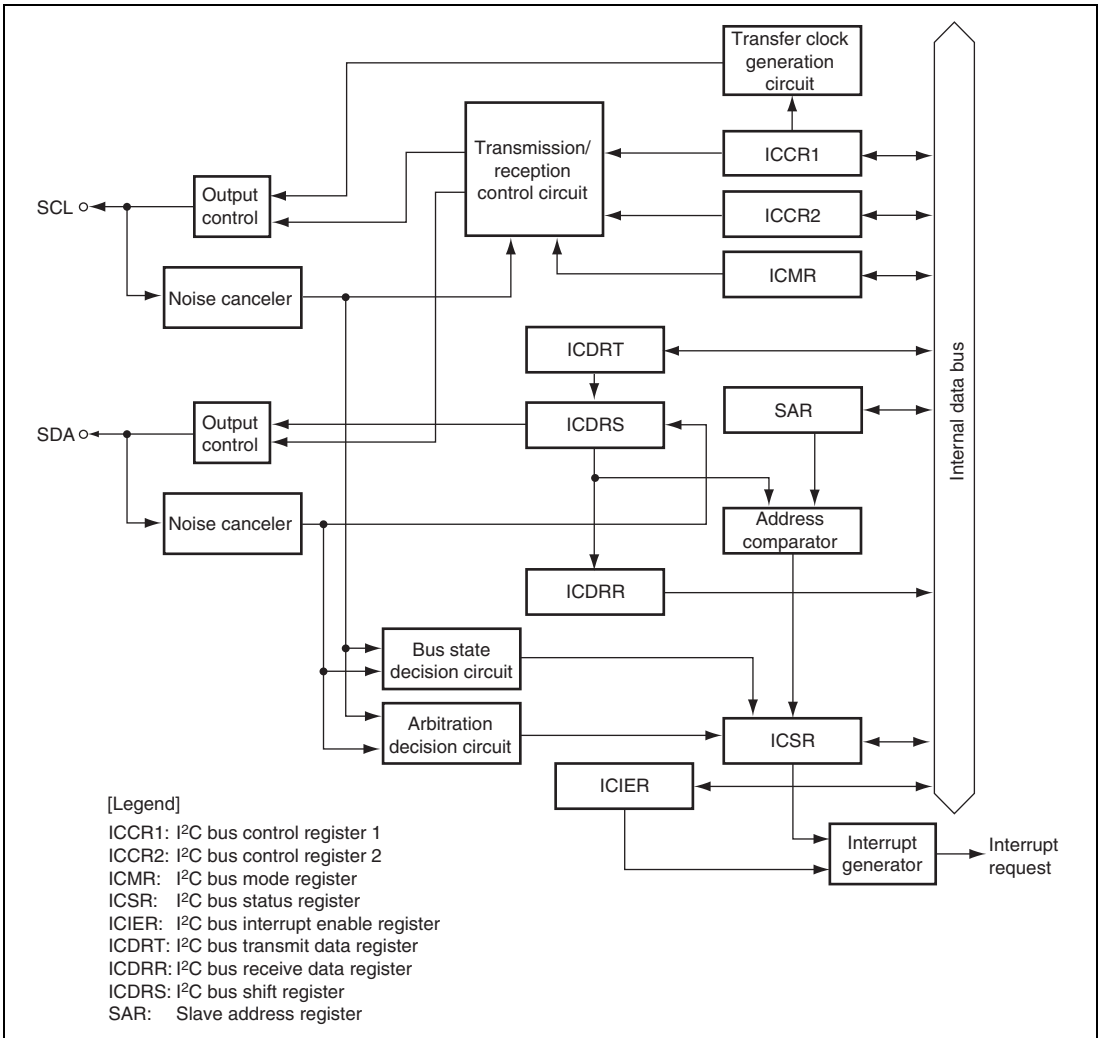 Transfer clock
generation
circuit
Transmission/
reception
control circuit
ICCR1
Output
control
SCL
ICCR2
ICMR
Noise canceler
ICDRT
Internal data bus
SAR
Output
control
ICDRS
SDA
Noise canceler
Address
comparator
ICDRR
Bus state
decision circuit
Arbitration
decision circuit
ICSR
ICIER
Interrupt
generator
Interrupt
request
[Legend]
ICCR1: I²C bus control register 1
ICCR2: I²C bus control register 2
ICMR: I²C bus mode register
ICSR: I²C bus status register
ICIER: I²C bus interrupt enable register
ICDRT: I²C bus transmit data register
ICDRR: I²C bus receive data register
ICDRS: I²C bus shift register
SAR: Slave address register